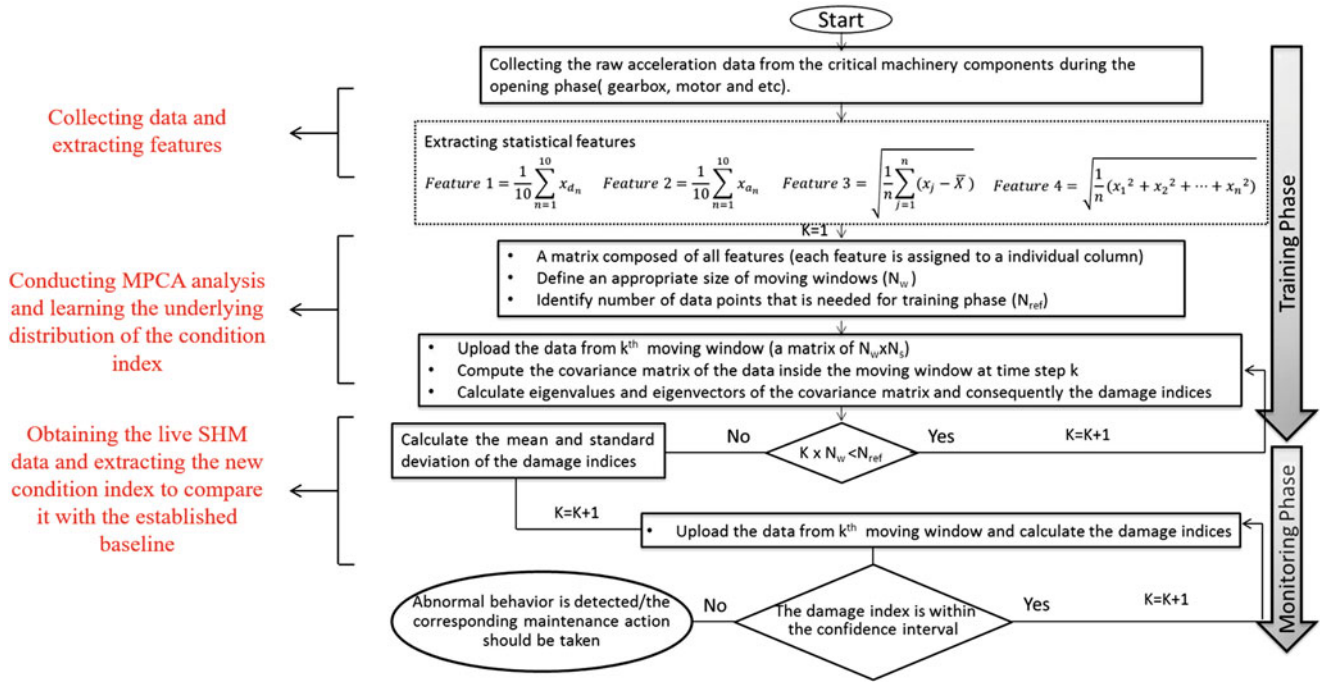 Start
Collecting the raw acceleration data from the critical machinery components during the
opening phase( gearbox, motor and etc).
Collecting data and
extracting features
Extracting statistical features
Feature 1 = \frac{1}{10} \sum_{n=1}^{10} x_{d_n} Feature 2 = \frac{1}{10} \sum_{n=1}^{10} x_{a_n} Feature 3 = \sqrt{\frac{1}{n} \sum_{j=1}^{n} (x_j - \bar{X})} Feature 4 = \sqrt{\frac{1}{n} (x_1^2 + x_2^2 + \cdots + x_n^2)}
K=1
• A matrix composed of all features (each feature is assigned to a individual column)
• Define an appropriate size of moving windows (N_w)
• Identify number of data points that is needed for training phase (N_ref)
Conducting MPCA analysis
and learning the underlying
distribution of the condition
index
• Upload the data from k^th moving window (a matrix of N_wxN_s)
• Compute the covariance matrix of the data inside the moving window at time step k
• Calculate eigenvalues and eigenvectors of the covariance matrix and consequently the damage indices
Training Phase
Obtaining the live SHM
data and extracting the new
condition index to compare
it with the established
baseline
Calculate the mean and standard
deviation of the damage indices
No
K x N_w <N_ref
Yes
K=K+1
K=K+1
• Upload the data from k^th moving window and calculate the damage indices
Abnormal behavior is detected/the
corresponding maintenance action
should be taken
No
The damage index is within
the confidence interval
Yes
K=K+1
Monitoring Phase